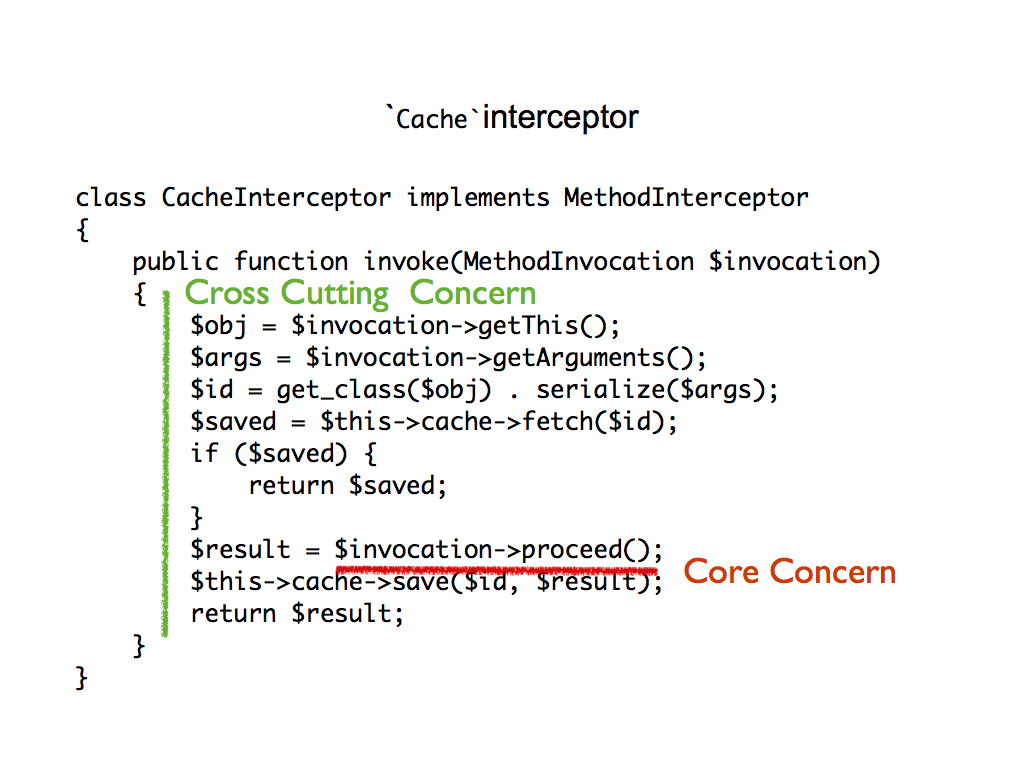 `Cache`interceptor
class CacheInterceptor implements MethodInterceptor
{
    public function invoke(MethodInvocation $invocation)
    { Cross Cutting  Concern
        $obj = $invocation->getThis();
        $args = $invocation->getArguments();
        $id = get_class($obj) . serialize($args);
        $saved = $this->cache->fetch($id);
        if ($saved) {
            return $saved;
        }
        $result = $invocation->proceed();
Core Concern
        $this->cache->save($id, $result);
        return $result;
    }
}